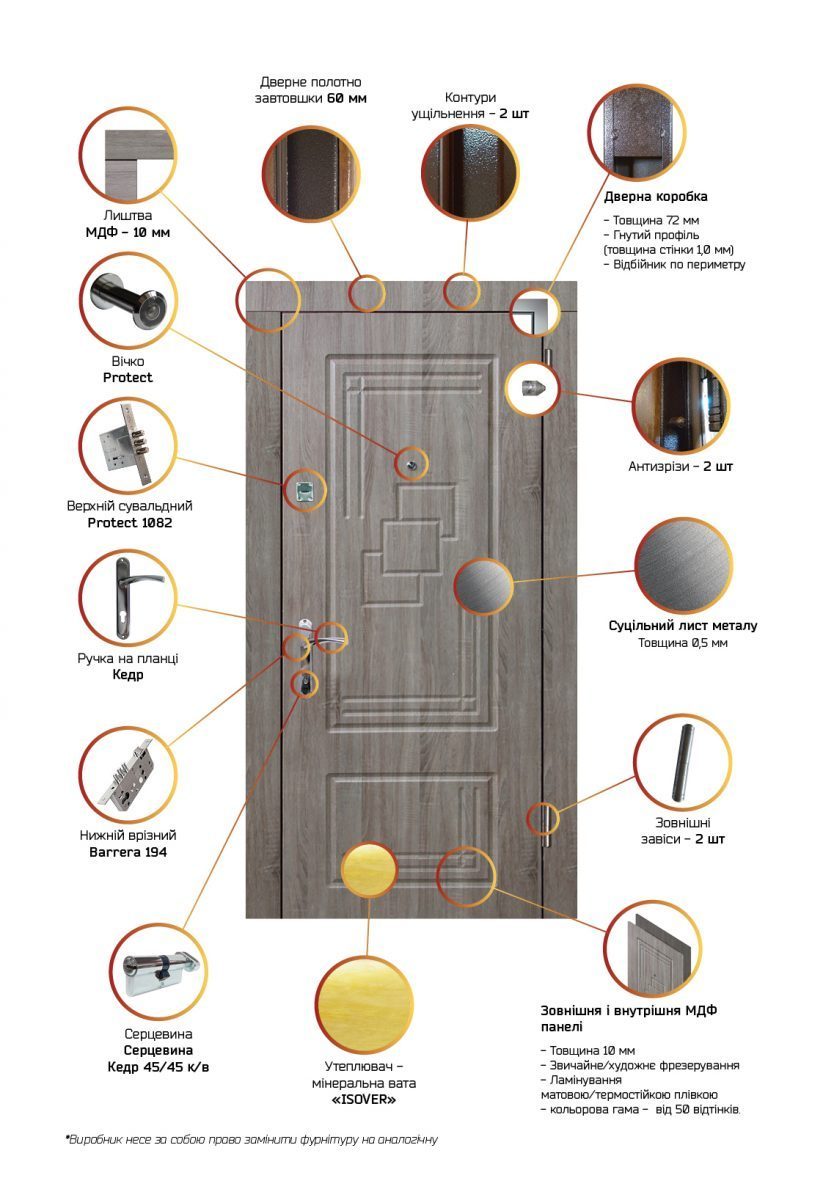 Дверне полотно
завтовшки 60 мм
Контури
ущільнення - 2 шт
Дверна коробка
- Товщина 72 мм
- Гнутий профіль
(товщина стінки 1,0 мм)
- Відбійник по периметру
Лиштва
МДФ - 10 мм
Вічко
Protect
Антизрізи - 2 шт
Верхній сувальдний
Protect 1082
Суцільний лист металу
Товщина 0,5 мм
Ручка на планці
Кедр
Нижній врізний
Barrera 194
Зовнішні
завіси - 2 шт
Серцевина
Серцевина
Кедр 45/45 к/в
Утеплювач -
мінеральна вата
«ISOVER»
Зовнішня і внутрішня МДФ
панелі
- Товщина 10 мм
- Звичайне/художнє фрезерування
- Ламінування
матовою/термостійкою плівкою
- кольорова гама - від 50 відтінків.
*Виробник несе за собою право замінити фурнітуру на аналогічну